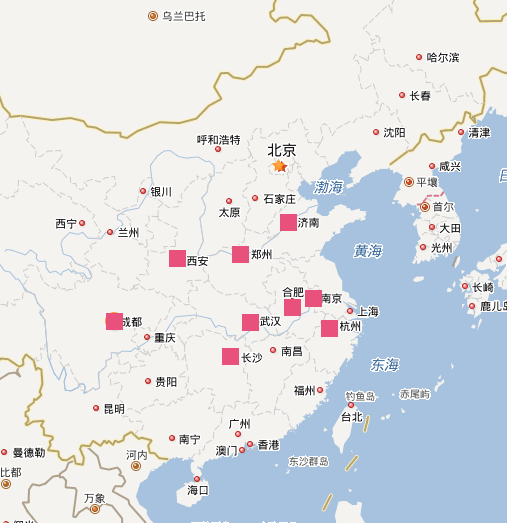 乌兰巴托
哈尔滨
长春
沈阳
清津
呼和浩特
北京
咸兴
平壤
渤海
银川
石家庄
太原
首尔
西宁
兰州
济南
大田
光州
黄海
西安
郑州
长崎
合肥
南京
鹿儿岛
上海
成都
武汉
杭州
重庆
长沙
南昌
东海
贵阳
福州
钓鱼岛
赤尾屿
昆明
台北
广州
南宁
香港
澳门
曼德勒
河内
东沙群岛
比都
海口
万象